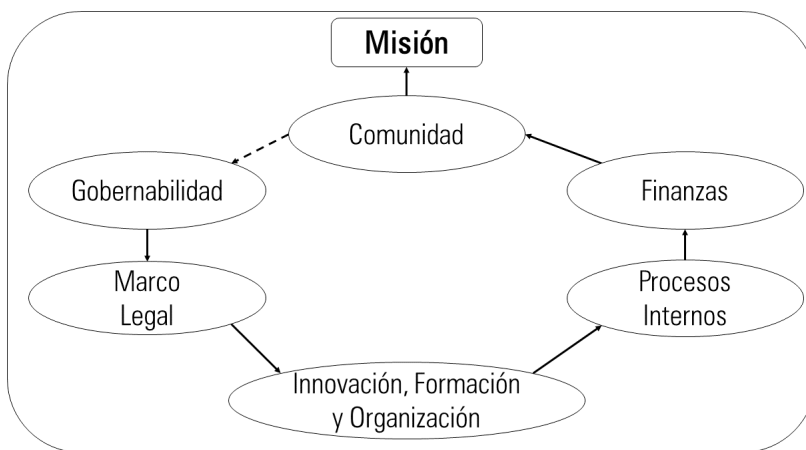 Misión
Comunidad
Gobernabilidad
Finanzas
Marco
Legal
Procesos
Internos
Innovación, Formación
y Organización